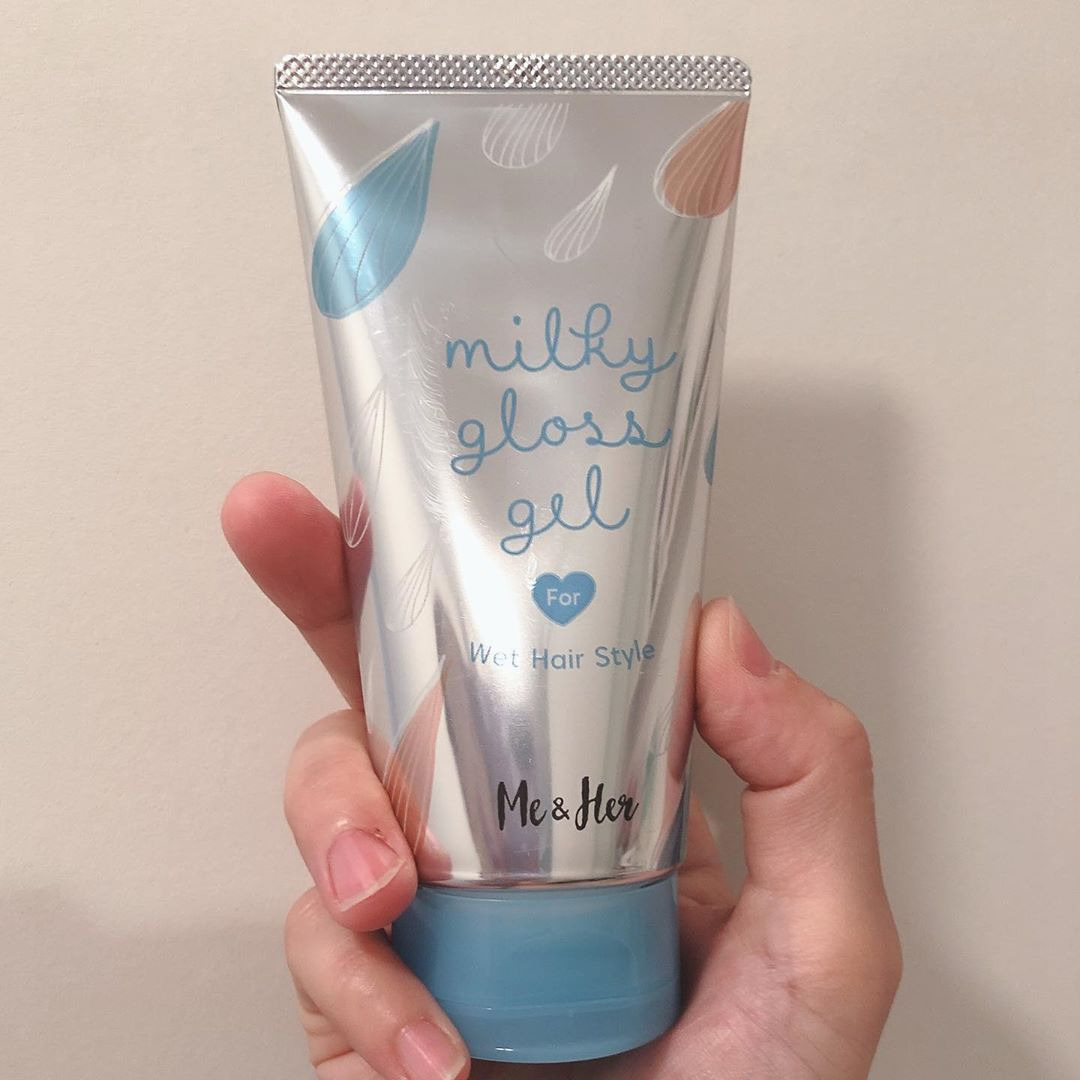 milky
gloss
gel
For
Wet Hair Style
Me & Her